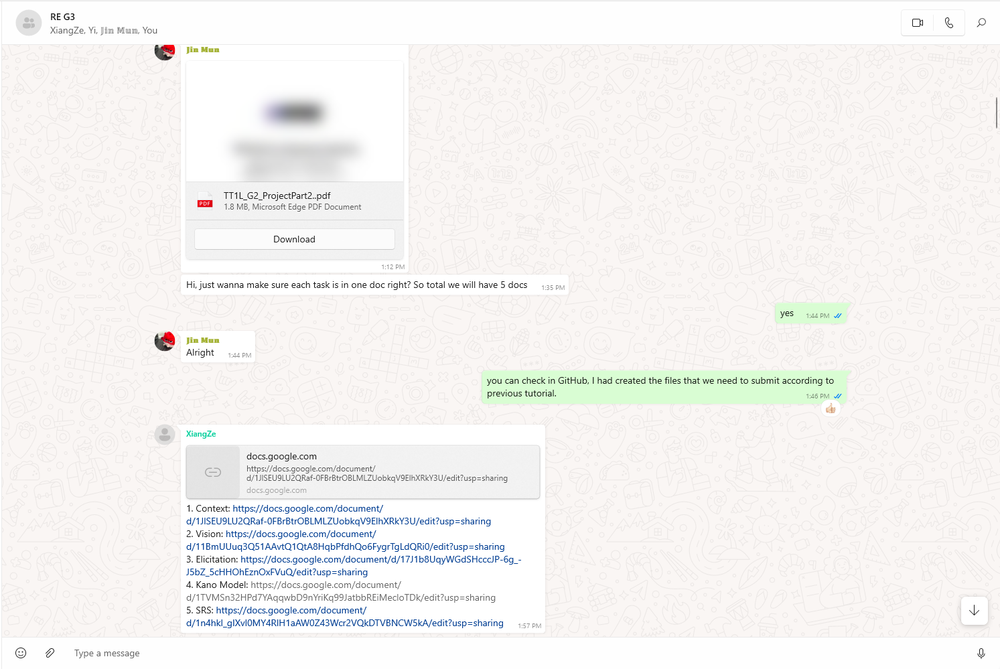 RE G3
XiangZe, Yi, 𝕁𝕚𝕟 𝕄𝕦𝕟, You
Jin Mun
TT1L_G2_ProjectPart2..pdf
1.8 MB, Microsoft Edge PDF Document
Download
1:12 PM
Hi, just wanna make sure each task is in one doc right? So total we will have 5 docs
1:35 PM
yes
1:44 PM
Jin Mun
Alright
1:44 PM
you can check in GitHub, I had created the files that we need to submit according to
previous tutorial.
1:46 PM
XiangZe
docs.google.com
https://docs.google.com/document/
d/1JlSEU9LU2QRaf-0FBrBtrOBLMLZUobkqV9ElhXRkY3U/edit?usp=sharing
docs.google.com
1. Context: https://docs.google.com/document/
d/1JlSEU9LU2QRaf-0FBrBtrOBLMLZUobkqV9ElhXRkY3U/edit?usp=sharing
2. Vision: https://docs.google.com/document/
d/11BmUUuq3Q51AAvtQ1QtA8HqbPfdhQo6FygrTgLdQRi0/edit?usp=sharing
3. Elicitation: https://docs.google.com/document/d/17J1b8UqyWGdSHcccJP-6g_-
J5bZ_5cHHOhEznOxFVuQ/edit?usp=sharing
4. Kano Model: https://docs.google.com/document/
d/1TVMSn32HPd7YAqqwbD9nYriKq99JatbbREiMecloTDk/edit?usp=sharing
5. SRS: https://docs.google.com/document/
d/1n4hkl_glXvl0MY4RlH1aAW0Z43Wcr2VQkDTVBNCW5kA/edit?usp=sharing
1:57 PM
Type a message